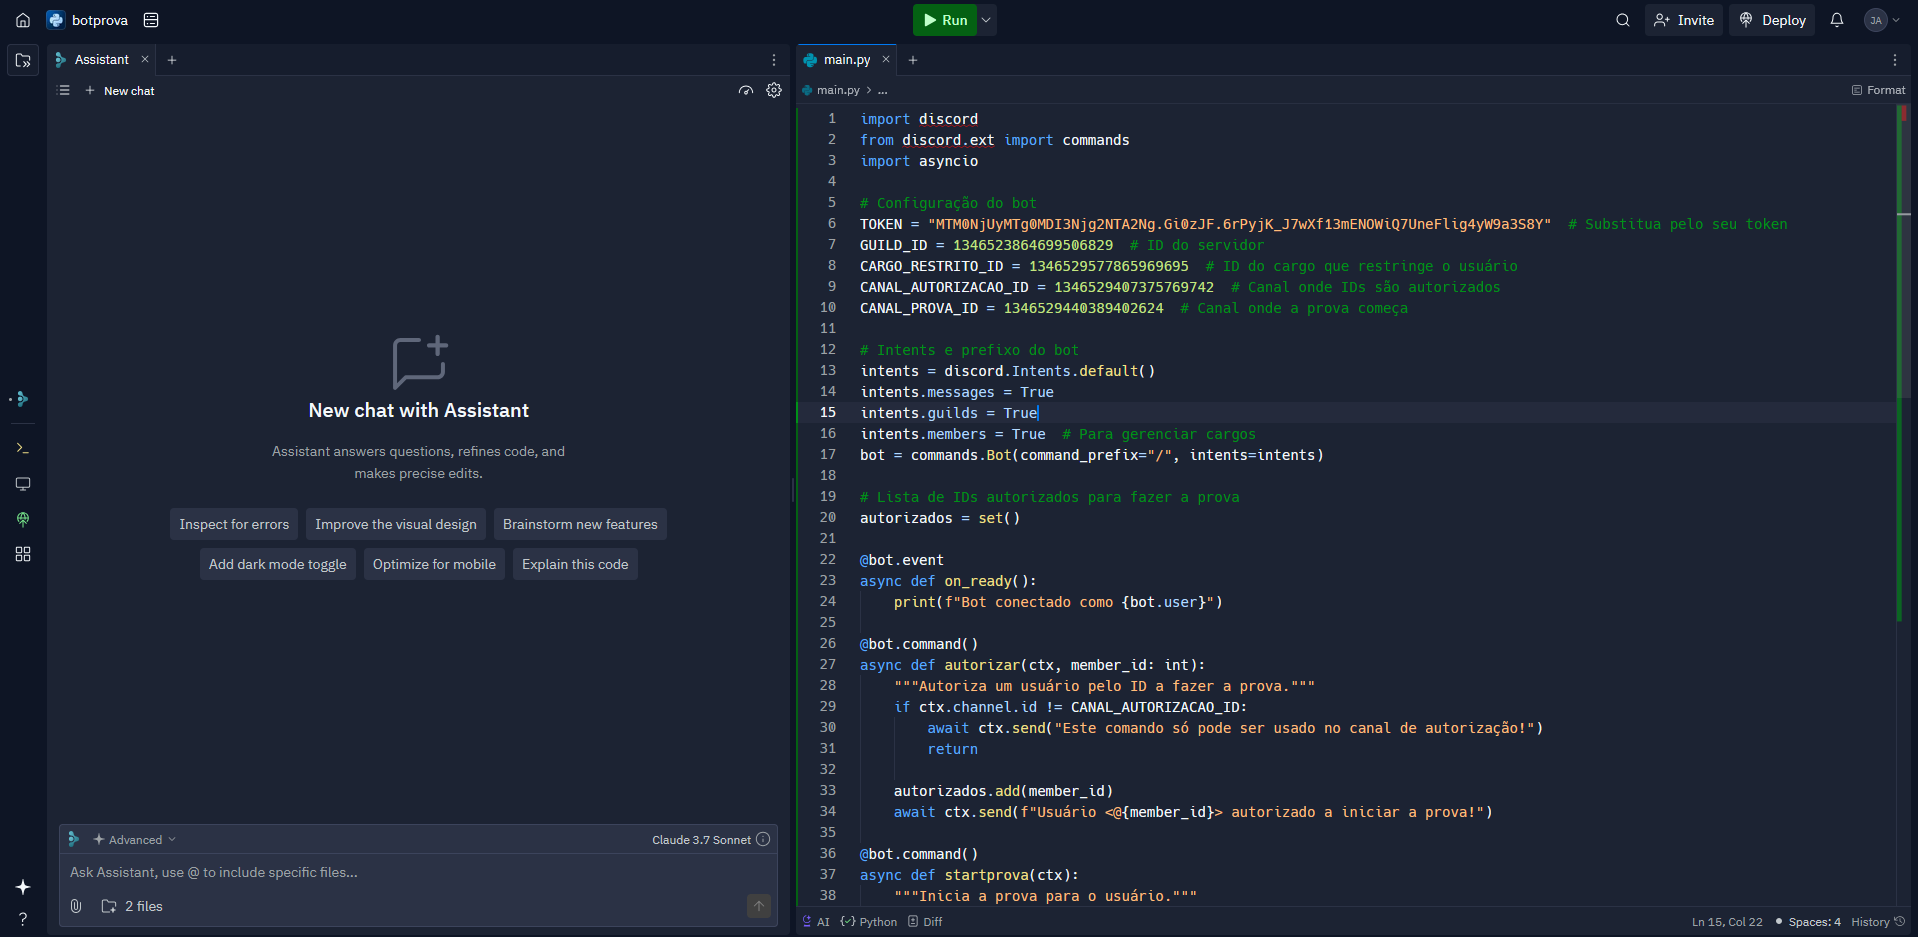 botprova
Run
Invite
Deploy
JA
Assistant
New chat
New chat with Assistant
Assistant answers questions, refines code, and
makes precise edits.
Inspect for errors
Improve the visual design
Brainstorm new features
Add dark mode toggle
Optimize for mobile
Explain this code
Advanced
Claude 3.7 Sonnet
Ask Assistant, use @ to include specific files...
2 files
main.py
main.py > ...
Format
1 import discord
2 from discord.ext import commands
3 import asyncio
4
5 # Configuração do bot
6 TOKEN = "MTM0NjUyMTg0MDI3Njg2NTA2Ng.Gi0zJF.6rPyjK_J7wXf13mENOWiQ7UneFlig4yW9a3S8Y"  # Substitua pelo seu token
7 GUILD_ID = 1346523864699506829  # ID do servidor
8 CARGO_RESTRITO_ID = 1346529577865969695  # ID do cargo que restringe o usuário
9 CANAL_AUTORIZACAO_ID = 1346529407375769742  # Canal onde IDs são autorizados
10 CANAL_PROVA_ID = 1346529440389402624  # Canal onde a prova começa
11
12 # Intents e prefixo do bot
13 intents = discord.Intents.default()
14 intents.messages = True
15 intents.guilds = True
16 intents.members = True  # Para gerenciar cargos
17 bot = commands.Bot(command_prefix="/", intents=intents)
18
19 # Lista de IDs autorizados para fazer a prova
20 autorizados = set()
21
22 @bot.event
23 async def on_ready():
24     print(f"Bot conectado como {bot.user}")
25
26 @bot.command()
27 async def autorizar(ctx, member_id: int):
28     """Autoriza um usuário pelo ID a fazer a prova."""
29     if ctx.channel.id != CANAL_AUTORIZACAO_ID:
30         await ctx.send("Este comando só pode ser usado no canal de autorização!")
31         return
32
33     autorizados.add(member_id)
34     await ctx.send(f"Usuário <@{member_id}> autorizado a iniciar a prova!")
35
36 @bot.command()
37 async def startprova(ctx):
38     """Inicia a prova para o usuário."""
AI
Python
Diff
Ln 15, Col 22
Spaces: 4
History